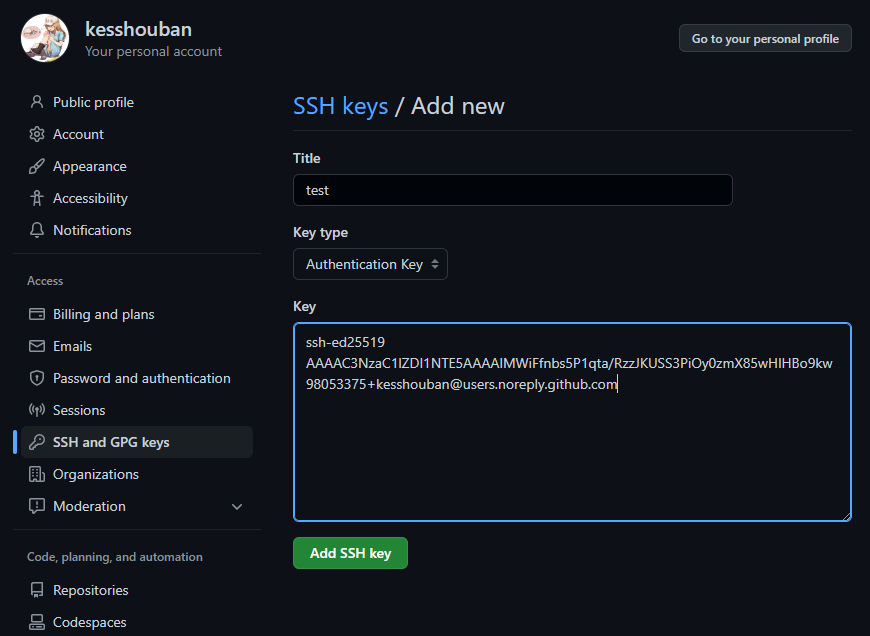 kesshouban
Your personal account
Go to your personal profile
Public profile
Account
Appearance
Accessibility
Notifications
Access
Billing and plans
Emails
Password and authentication
Sessions
SSH and GPG keys
Organizations
Moderation
Code, planning, and automation
Repositories
Codespaces
SSH keys / Add new
Title
test
Key type
Authentication Key
Key
ssh-ed25519
AAAAC3NzaC1lZDI1NTE5AAAAIMWiFfnbs5P1qta/RzzJKUSS3PiOy0zmX85wHIHBo9kw
98053375+kesshouban@users.noreply.github.com
Add SSH key